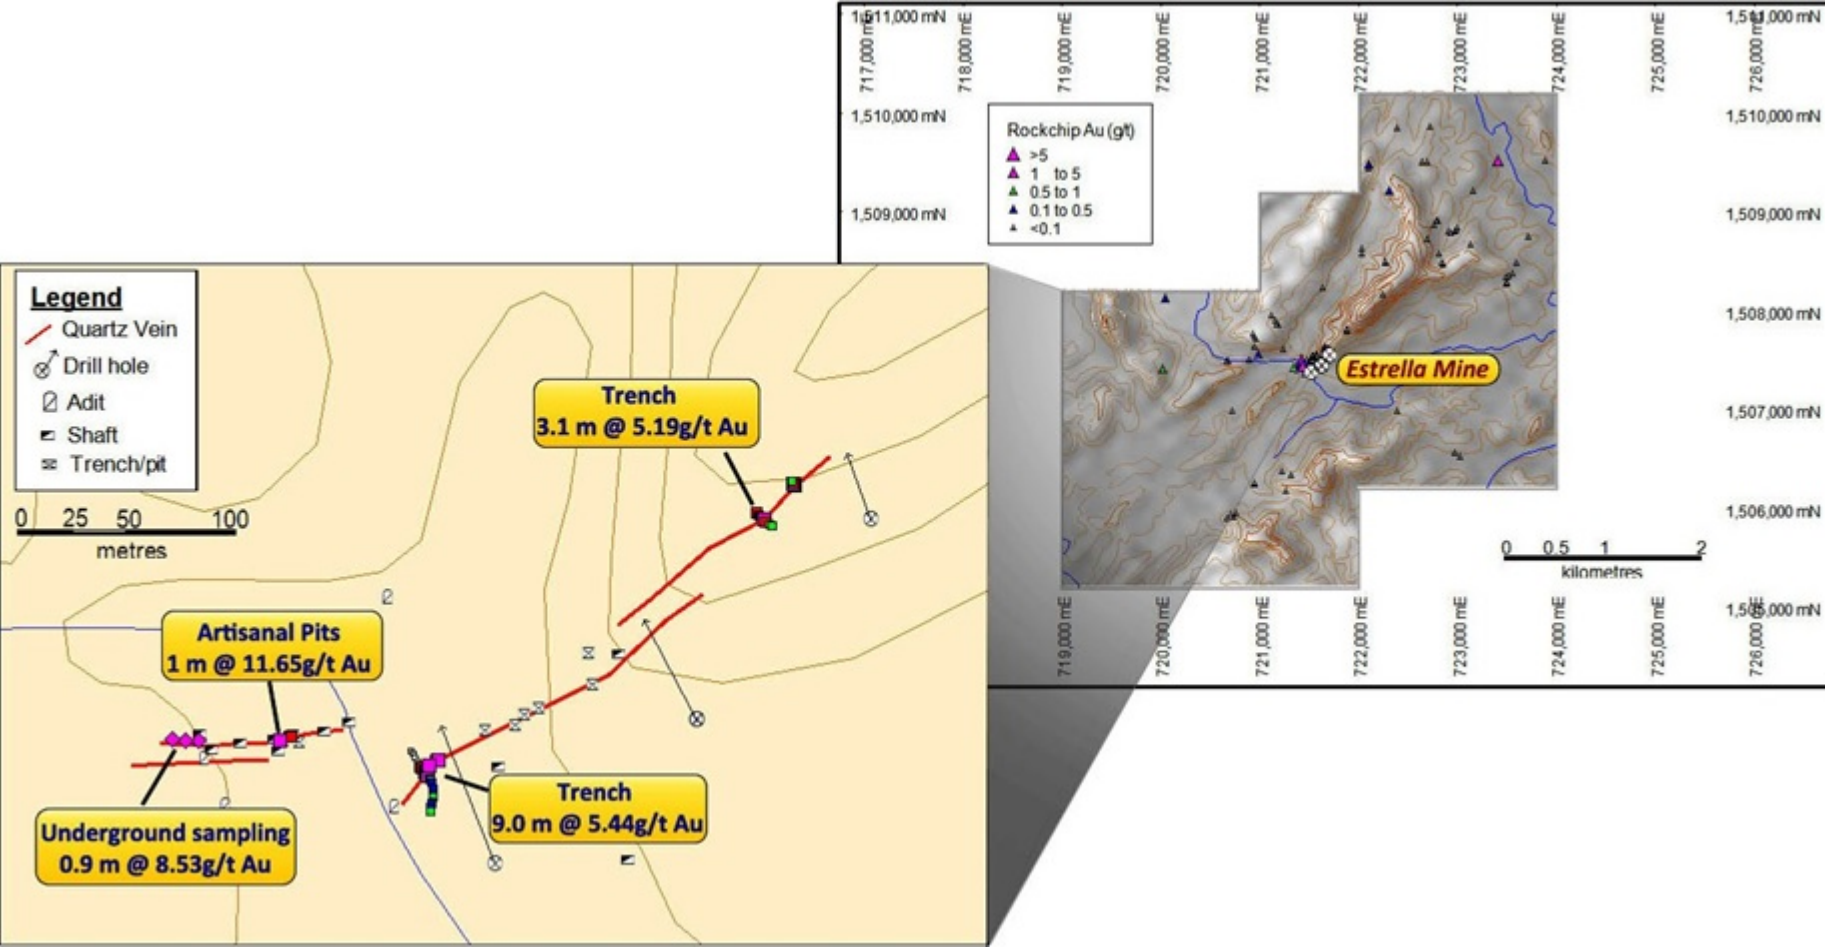 1,511,000 mN
1,511,000 mN
717,000 mE
718,000 mE
719,000 mE
720,000 mE
721,000 mE
722,000 mE
723,000 mE
724,000 mE
725,000 mE
726,000 mE
1,510,000 mN
1,510,000 mN
Rockchip Au (g/t)
>5
1 to 5
0.5 to 1
0.1 to 0.5
<0.1
1,509,000 mN
1,509,000 mN
1,508,000 mN
Estrella Mine
1,507,000 mN
1,506,000 mN
0 0.5 1 2
kilometres
1,505,000 mN
719,000 mE
720,000 mE
721,000 mE
722,000 mE
723,000 mE
724,000 mE
725,000 mE
726,000 mE
Legend
Quartz Vein
Drill hole
Adit
Shaft
Trench/pit
0 25 50 100
metres
Trench
3.1 m @ 5.19g/t Au
Artisanal Pits
1 m @ 11.65g/t Au
Trench
9.0 m @ 5.44g/t Au
Underground sampling
0.9 m @ 8.53g/t Au